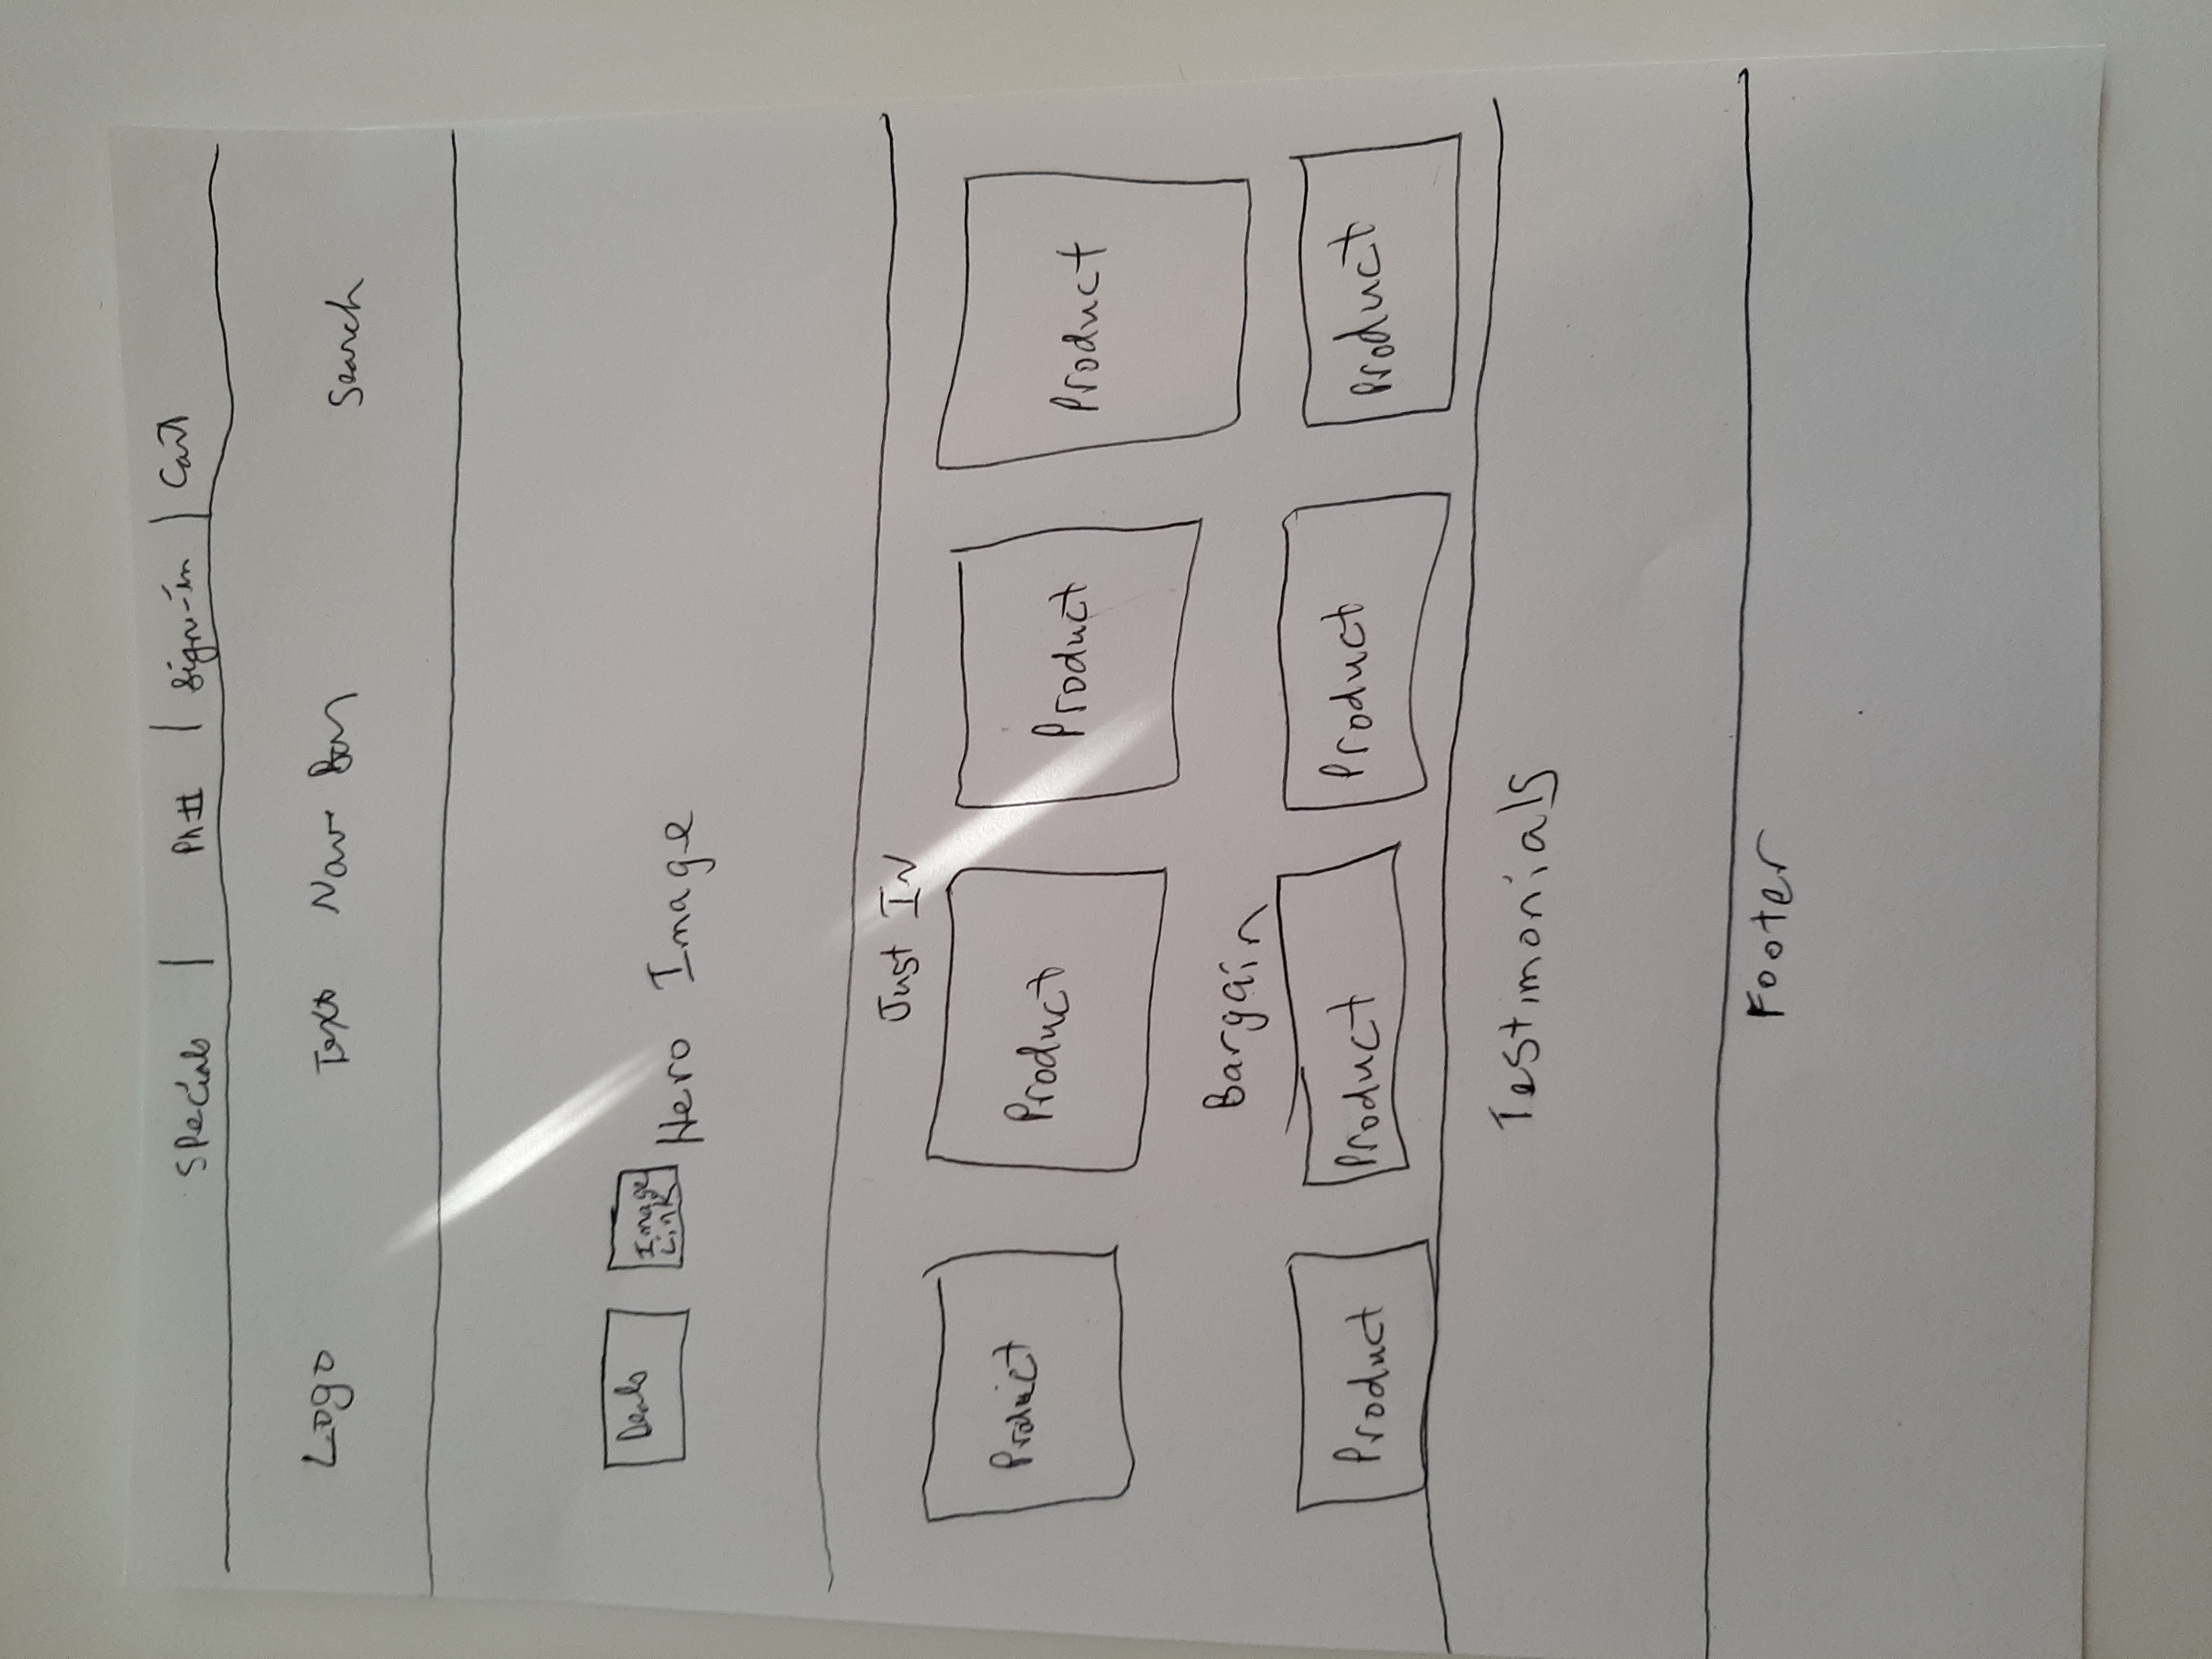 Specials | Ph# | Sign-in | Cart
Logo Text Nav Bar Search
Deals Image Link Hero Image
Just IN
Product Product Product Product
Bargain
Product Product Product Product
Testimonials
Footer